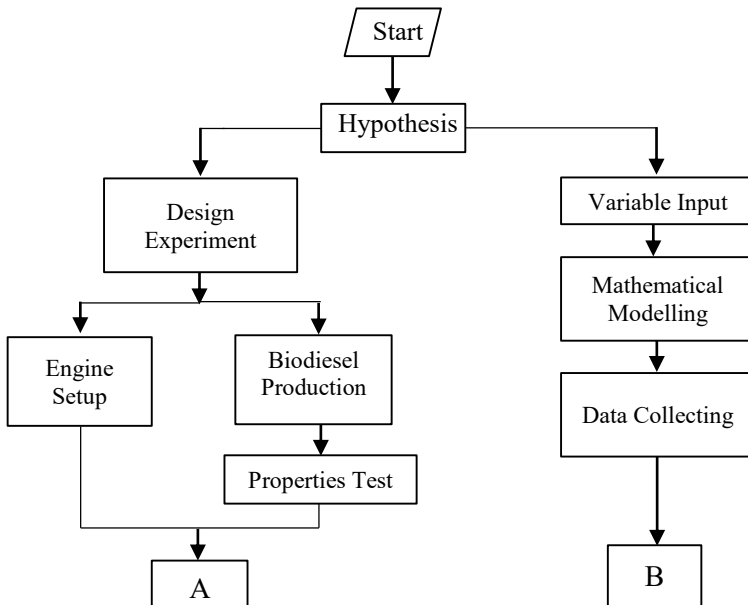 Start
Hypothesis
Design
Experiment
Variable Input
Mathematical
Modelling
Engine
Setup
Biodiesel
Production
Data Collecting
Properties Test
A
B